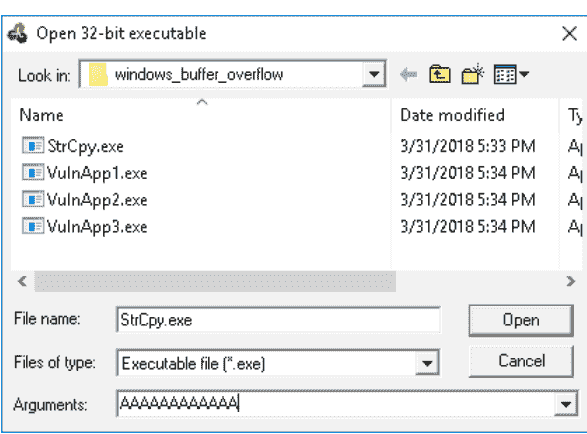 Open 32-bit executable
Look in: windows_buffer_overflow
Name Date modified Ty
StrCpy.exe 3/31/2018 5:33 PM A
VulnApp1.exe 3/31/2018 5:34 PM A
VulnApp2.exe 3/31/2018 5:34 PM A
VulnApp3.exe 3/31/2018 5:34 PM A
File name: StrCpy.exe Open
Files of type: Executable file (*.exe) Cancel
Arguments: AAAAAAAAAAAA